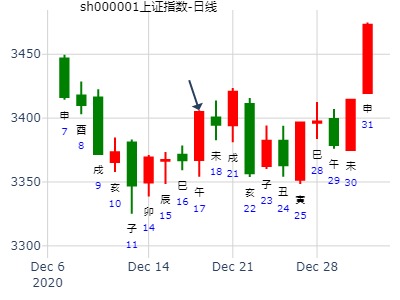 sh000001上证指数-日线
3450
3400
3350
3300
申
7
酉
8
戌
9
亥
10
子
11
卯
14
辰
15
巳
16
午
17
未
18
戌
21
亥
22
子
23
丑
24
寅
25
巳
28
午
29
未
30
申
31
Dec 6
2020
Dec 14
Dec 21
Dec 28